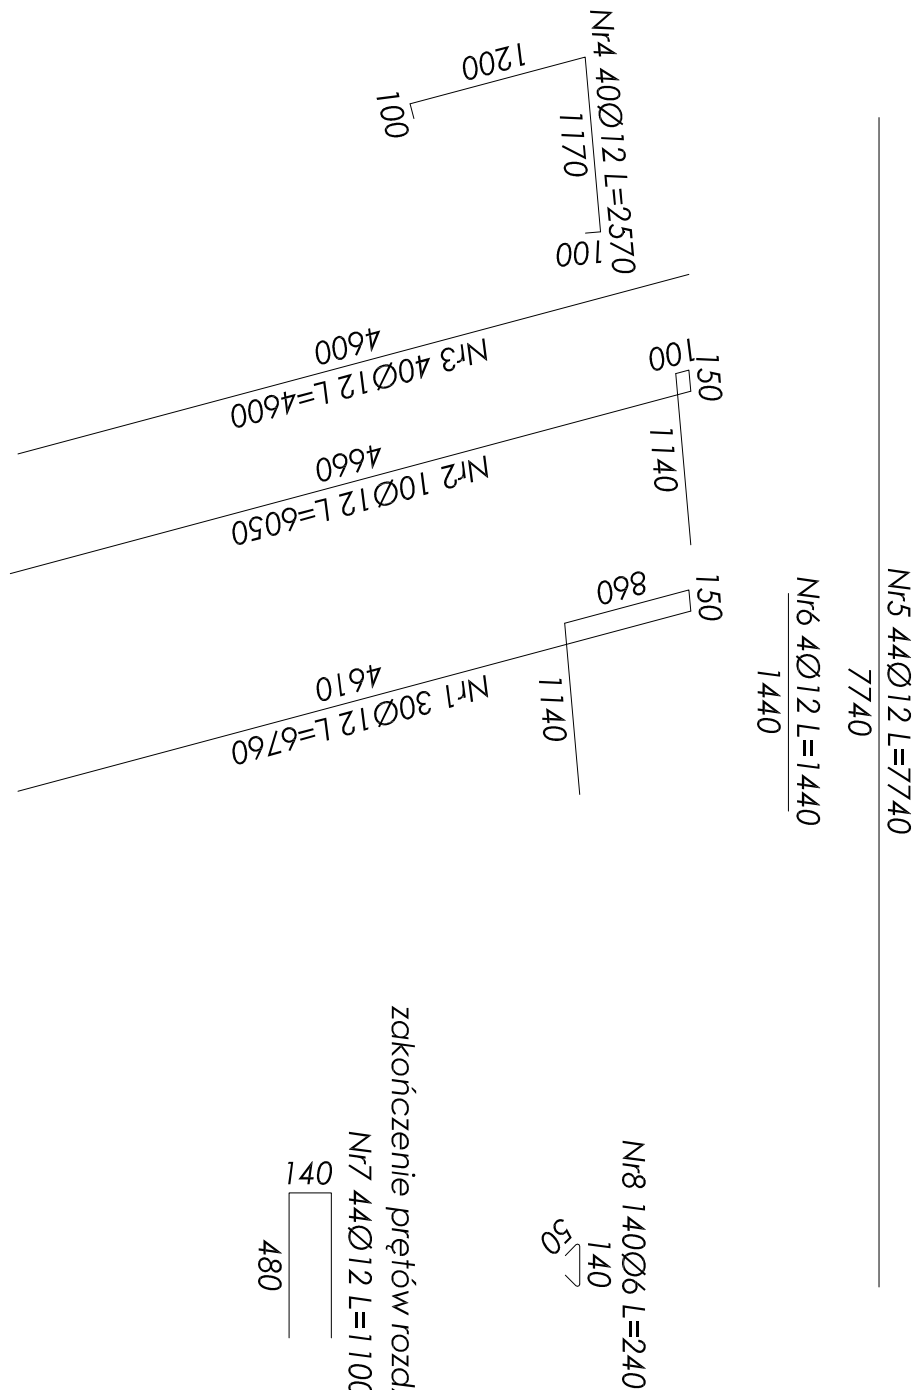 Nr4 40Ø12 L=2570
1200
100
1170
100
4600
Nr3 40Ø12 L=4600
100
150
4660
Nr2 10Ø12 L=6050
1140
860
150
4610
Nr1 30Ø12 L=6760
1140
Nr5 44Ø12 L=7740
7740
Nr6 4Ø12 L=1440
1440
zakończenie prętów rozd.
Nr7 44Ø12 L=1100
140
480
Nr8 140Ø6 L=240
140
50